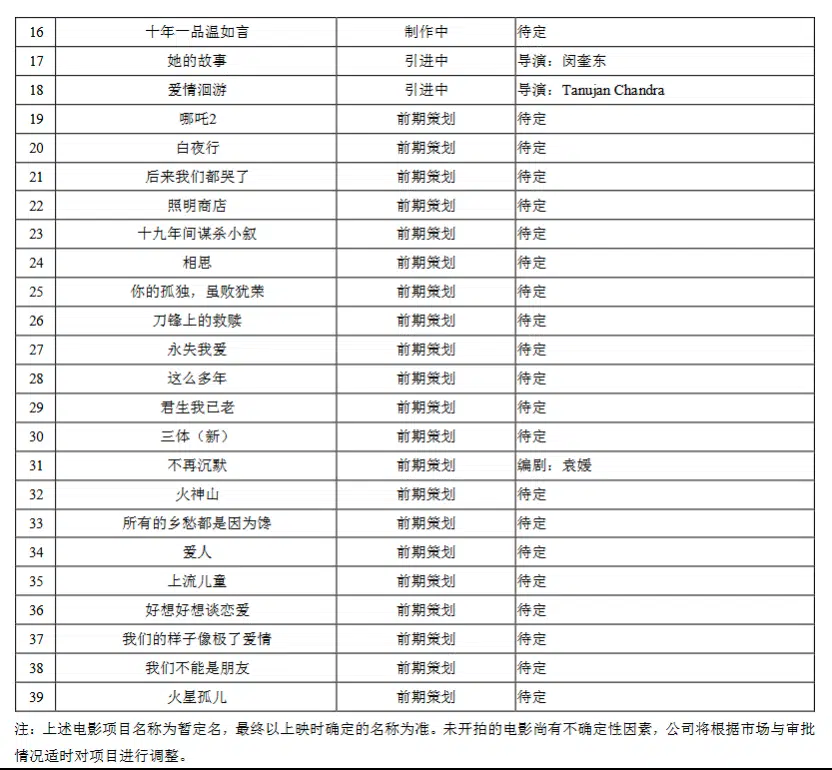 16 十年一品温如言 制作中 待定
17 她的故事 引进中 导演：闵奎东
18 爱情洄游 引进中 导演：Tanujan Chandra
19 哪吒2 前期策划 待定
20 白夜行 前期策划 待定
21 后来我们都哭了 前期策划 待定
22 照明商店 前期策划 待定
23 十九年间谋杀小叙 前期策划 待定
24 相思 前期策划 待定
25 你的孤独，虽败犹荣 前期策划 待定
26 刀锋上的救赎 前期策划 待定
27 永失我爱 前期策划 待定
28 这么多年 前期策划 待定
29 君生我已老 前期策划 待定
30 三体（新） 前期策划 待定
31 不再沉默 前期策划 编剧：袁媛
32 火神山 前期策划 待定
33 所有的乡愁都是因为馋 前期策划 待定
34 爱人 前期策划 待定
35 上流儿童 前期策划 待定
36 好想好想谈恋爱 前期策划 待定
37 我们的样子像极了爱情 前期策划 待定
38 我们不能是朋友 前期策划 待定
39 火星孤儿 前期策划 待定
注：上述电影项目名称为暂定名，最终以上映时确定的名称为准。未开拍的电影尚有不确定性因素，公司将根据市场与审批
情况适时对项目进行调整。